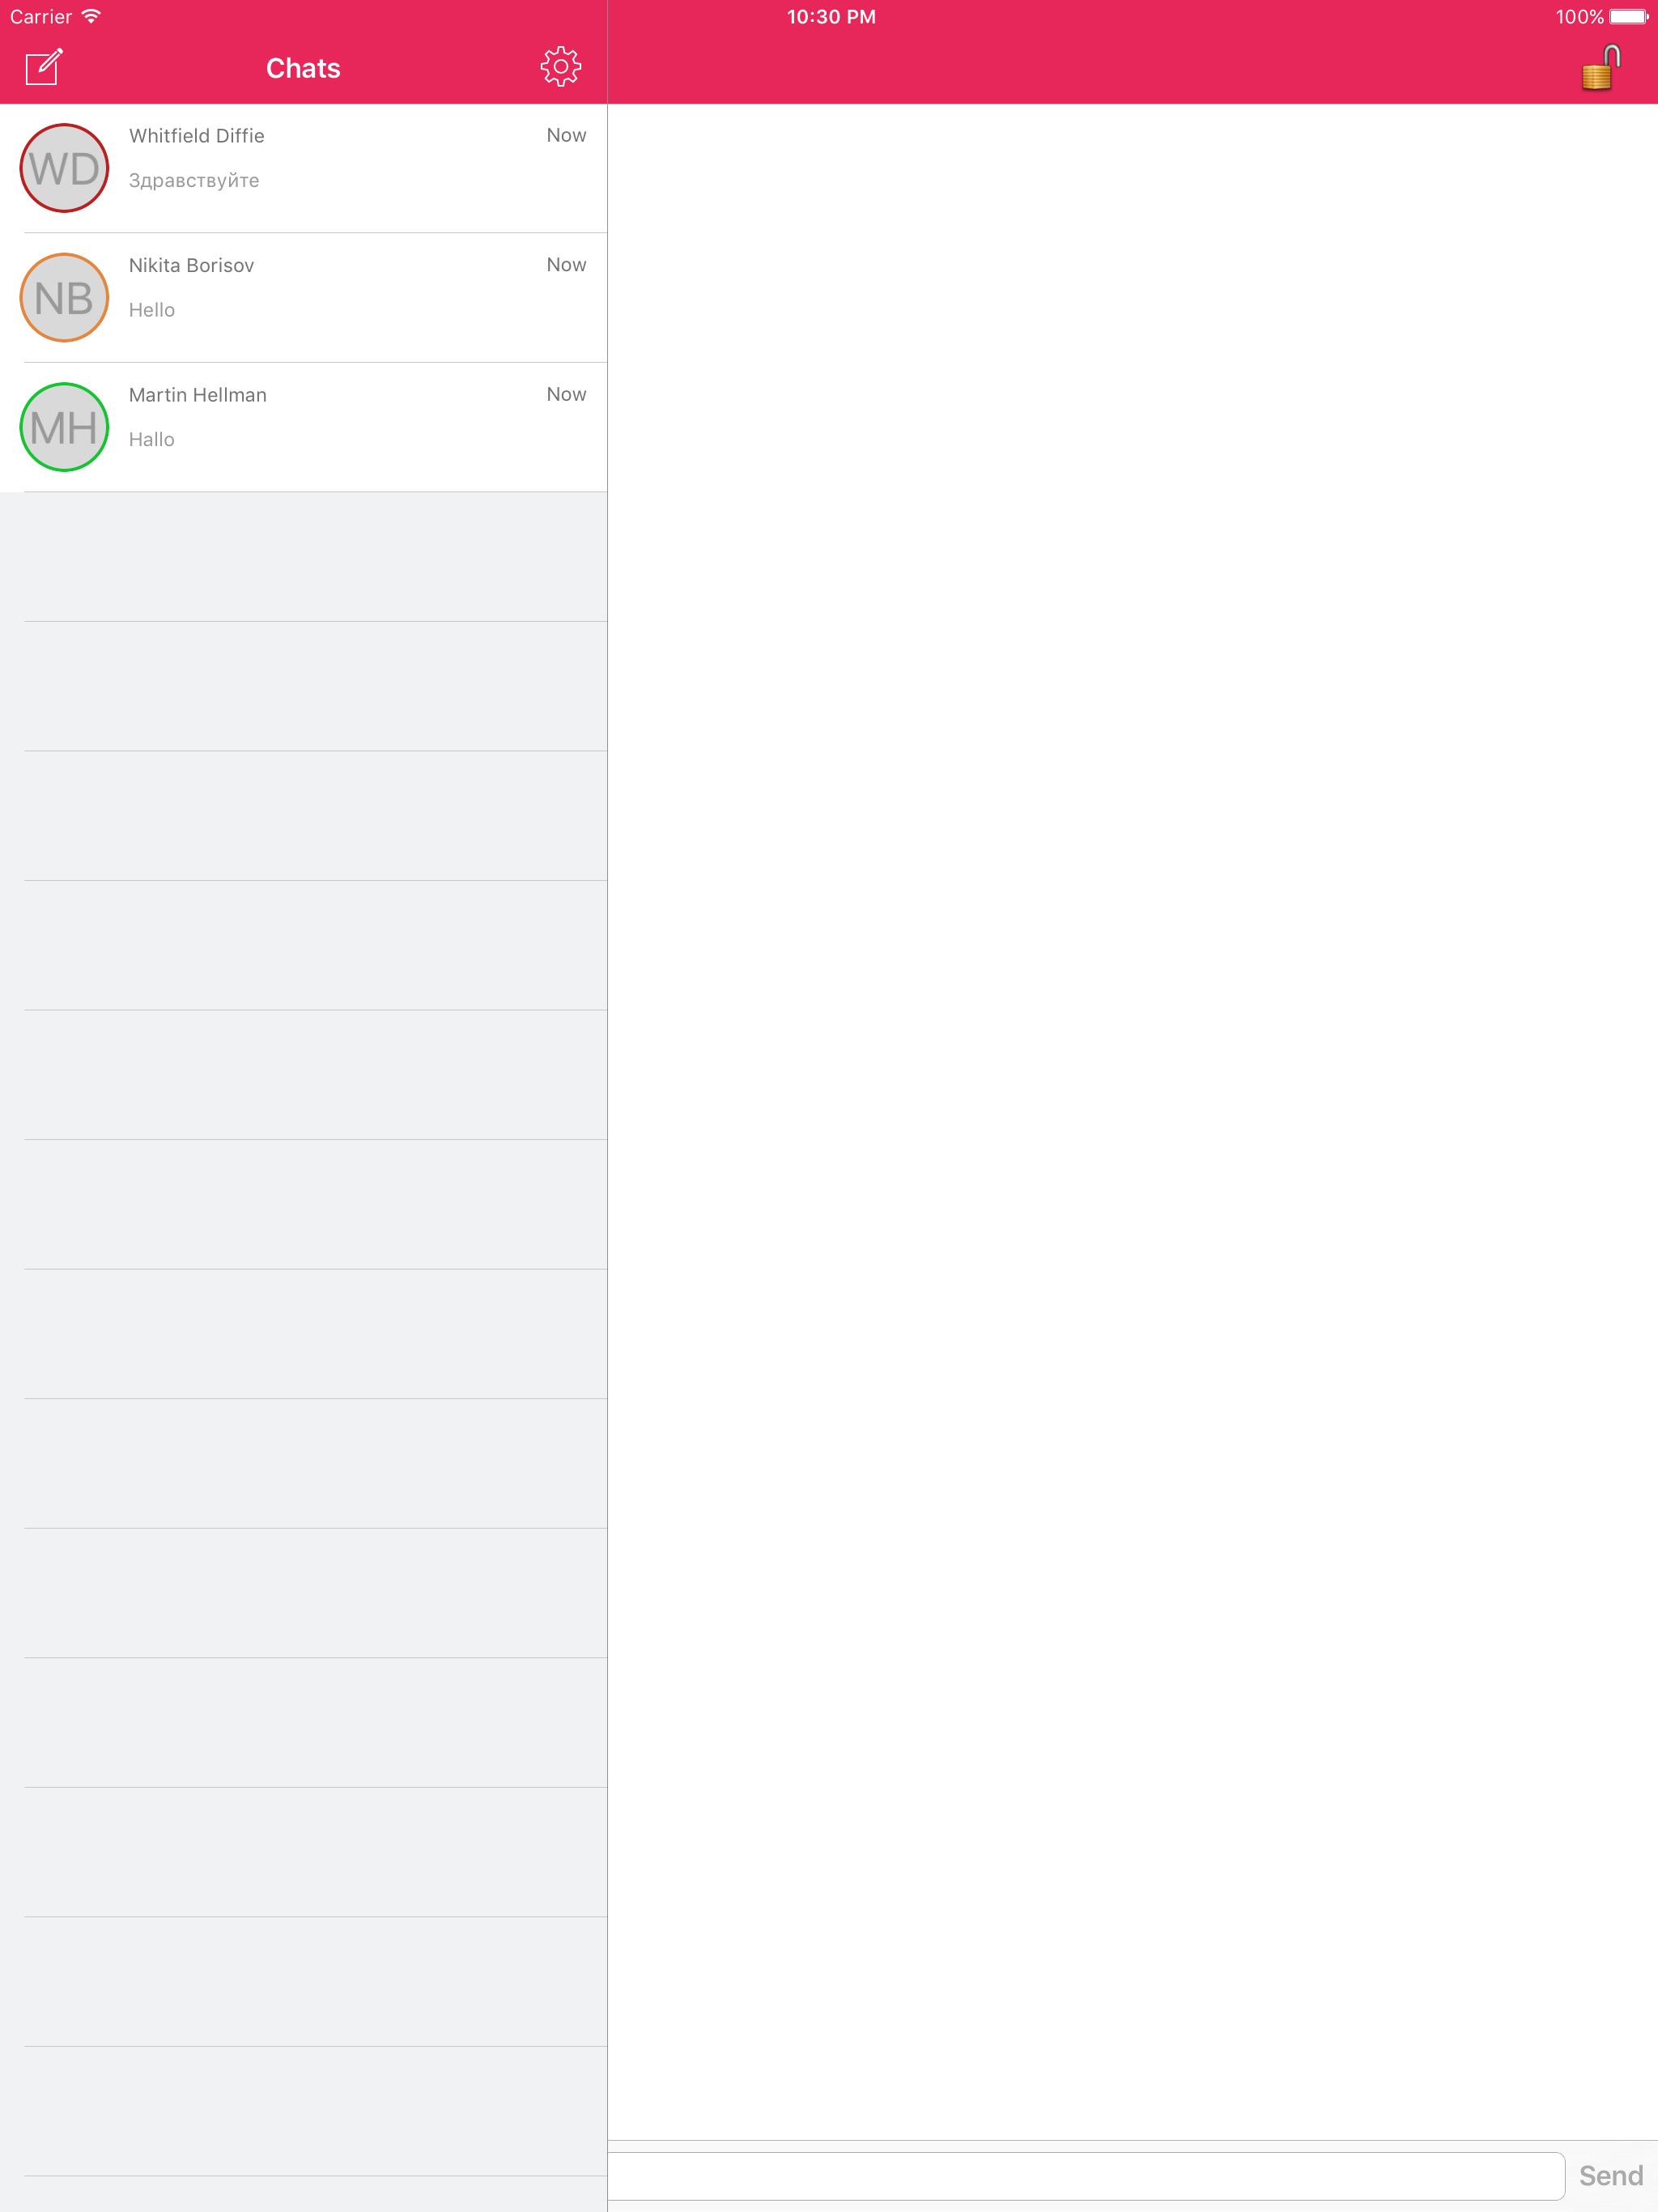 Carrier 10:30 PM 100%
Chats
WD
Whitfield Diffie Now
Здравствуйте
NB
Nikita Borisov Now
Hello
MH
Martin Hellman Now
Hallo
Send